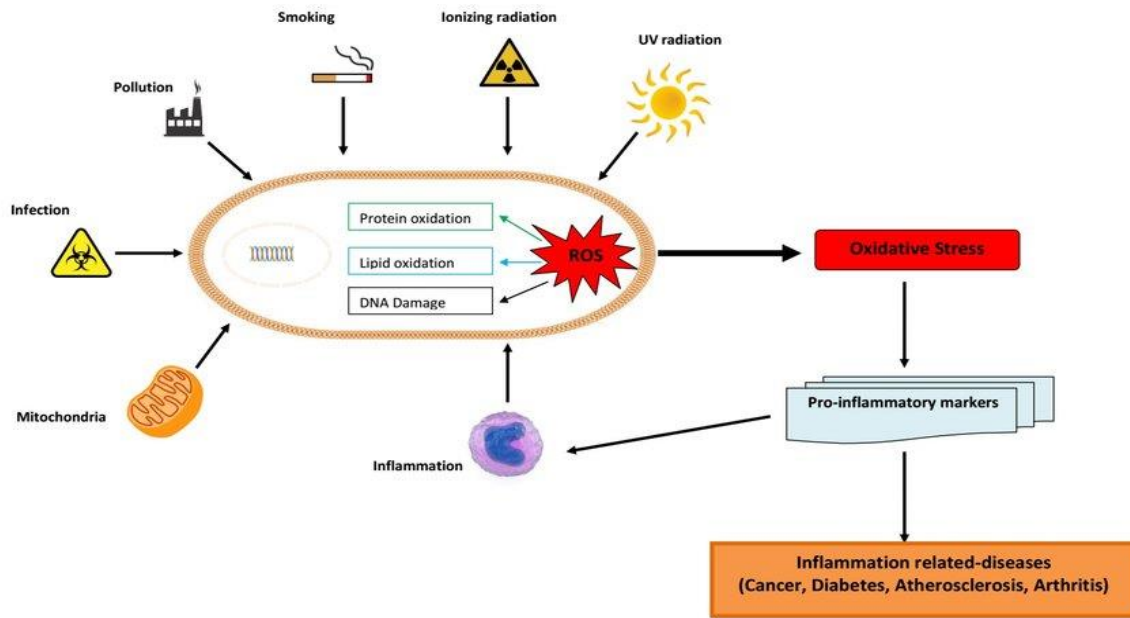 Smoking
Ionizing radiation
UV radiation
Pollution
Infection
Protein oxidation
Lipid oxidation
DNA Damage
ROS
Oxidative Stress
Mitochondria
Inflammation
Pro-inflammatory markers
Inflammation related-diseases
(Cancer, Diabetes, Atherosclerosis, Arthritis)